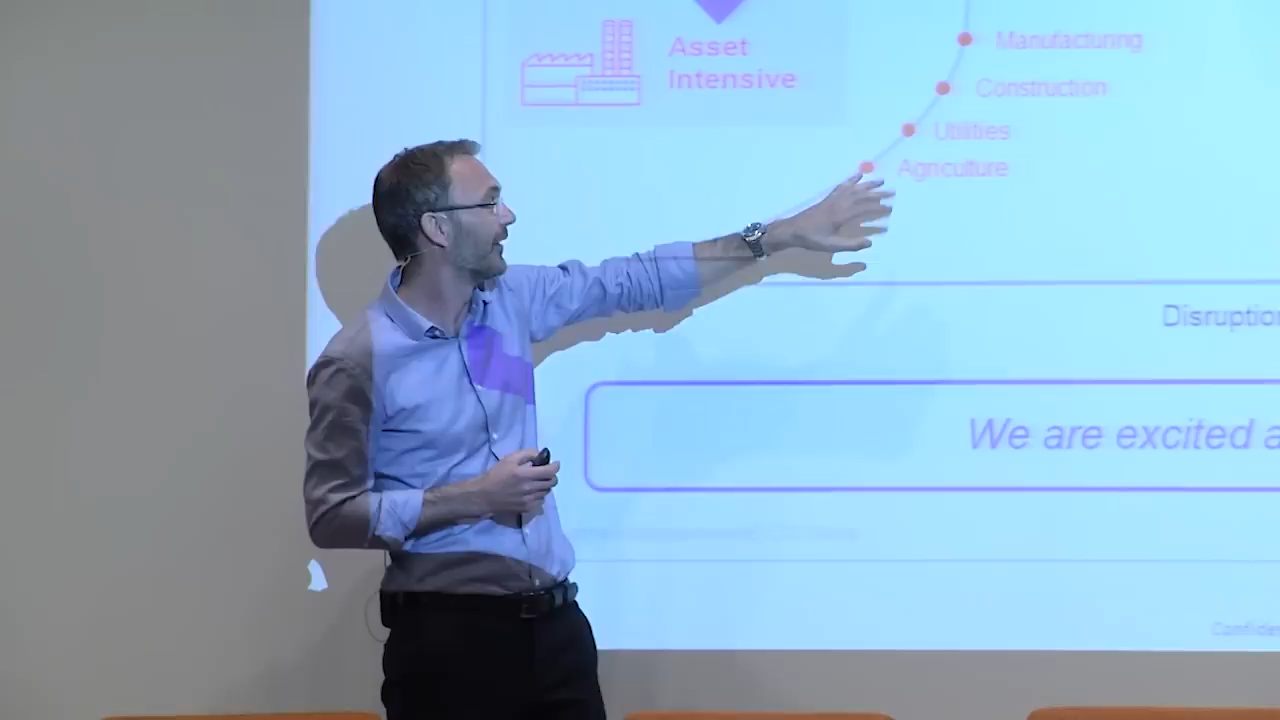 Asset
Intensive
Manufacturing
Construction
Utilities
Agriculture
Disruption
We are excited a